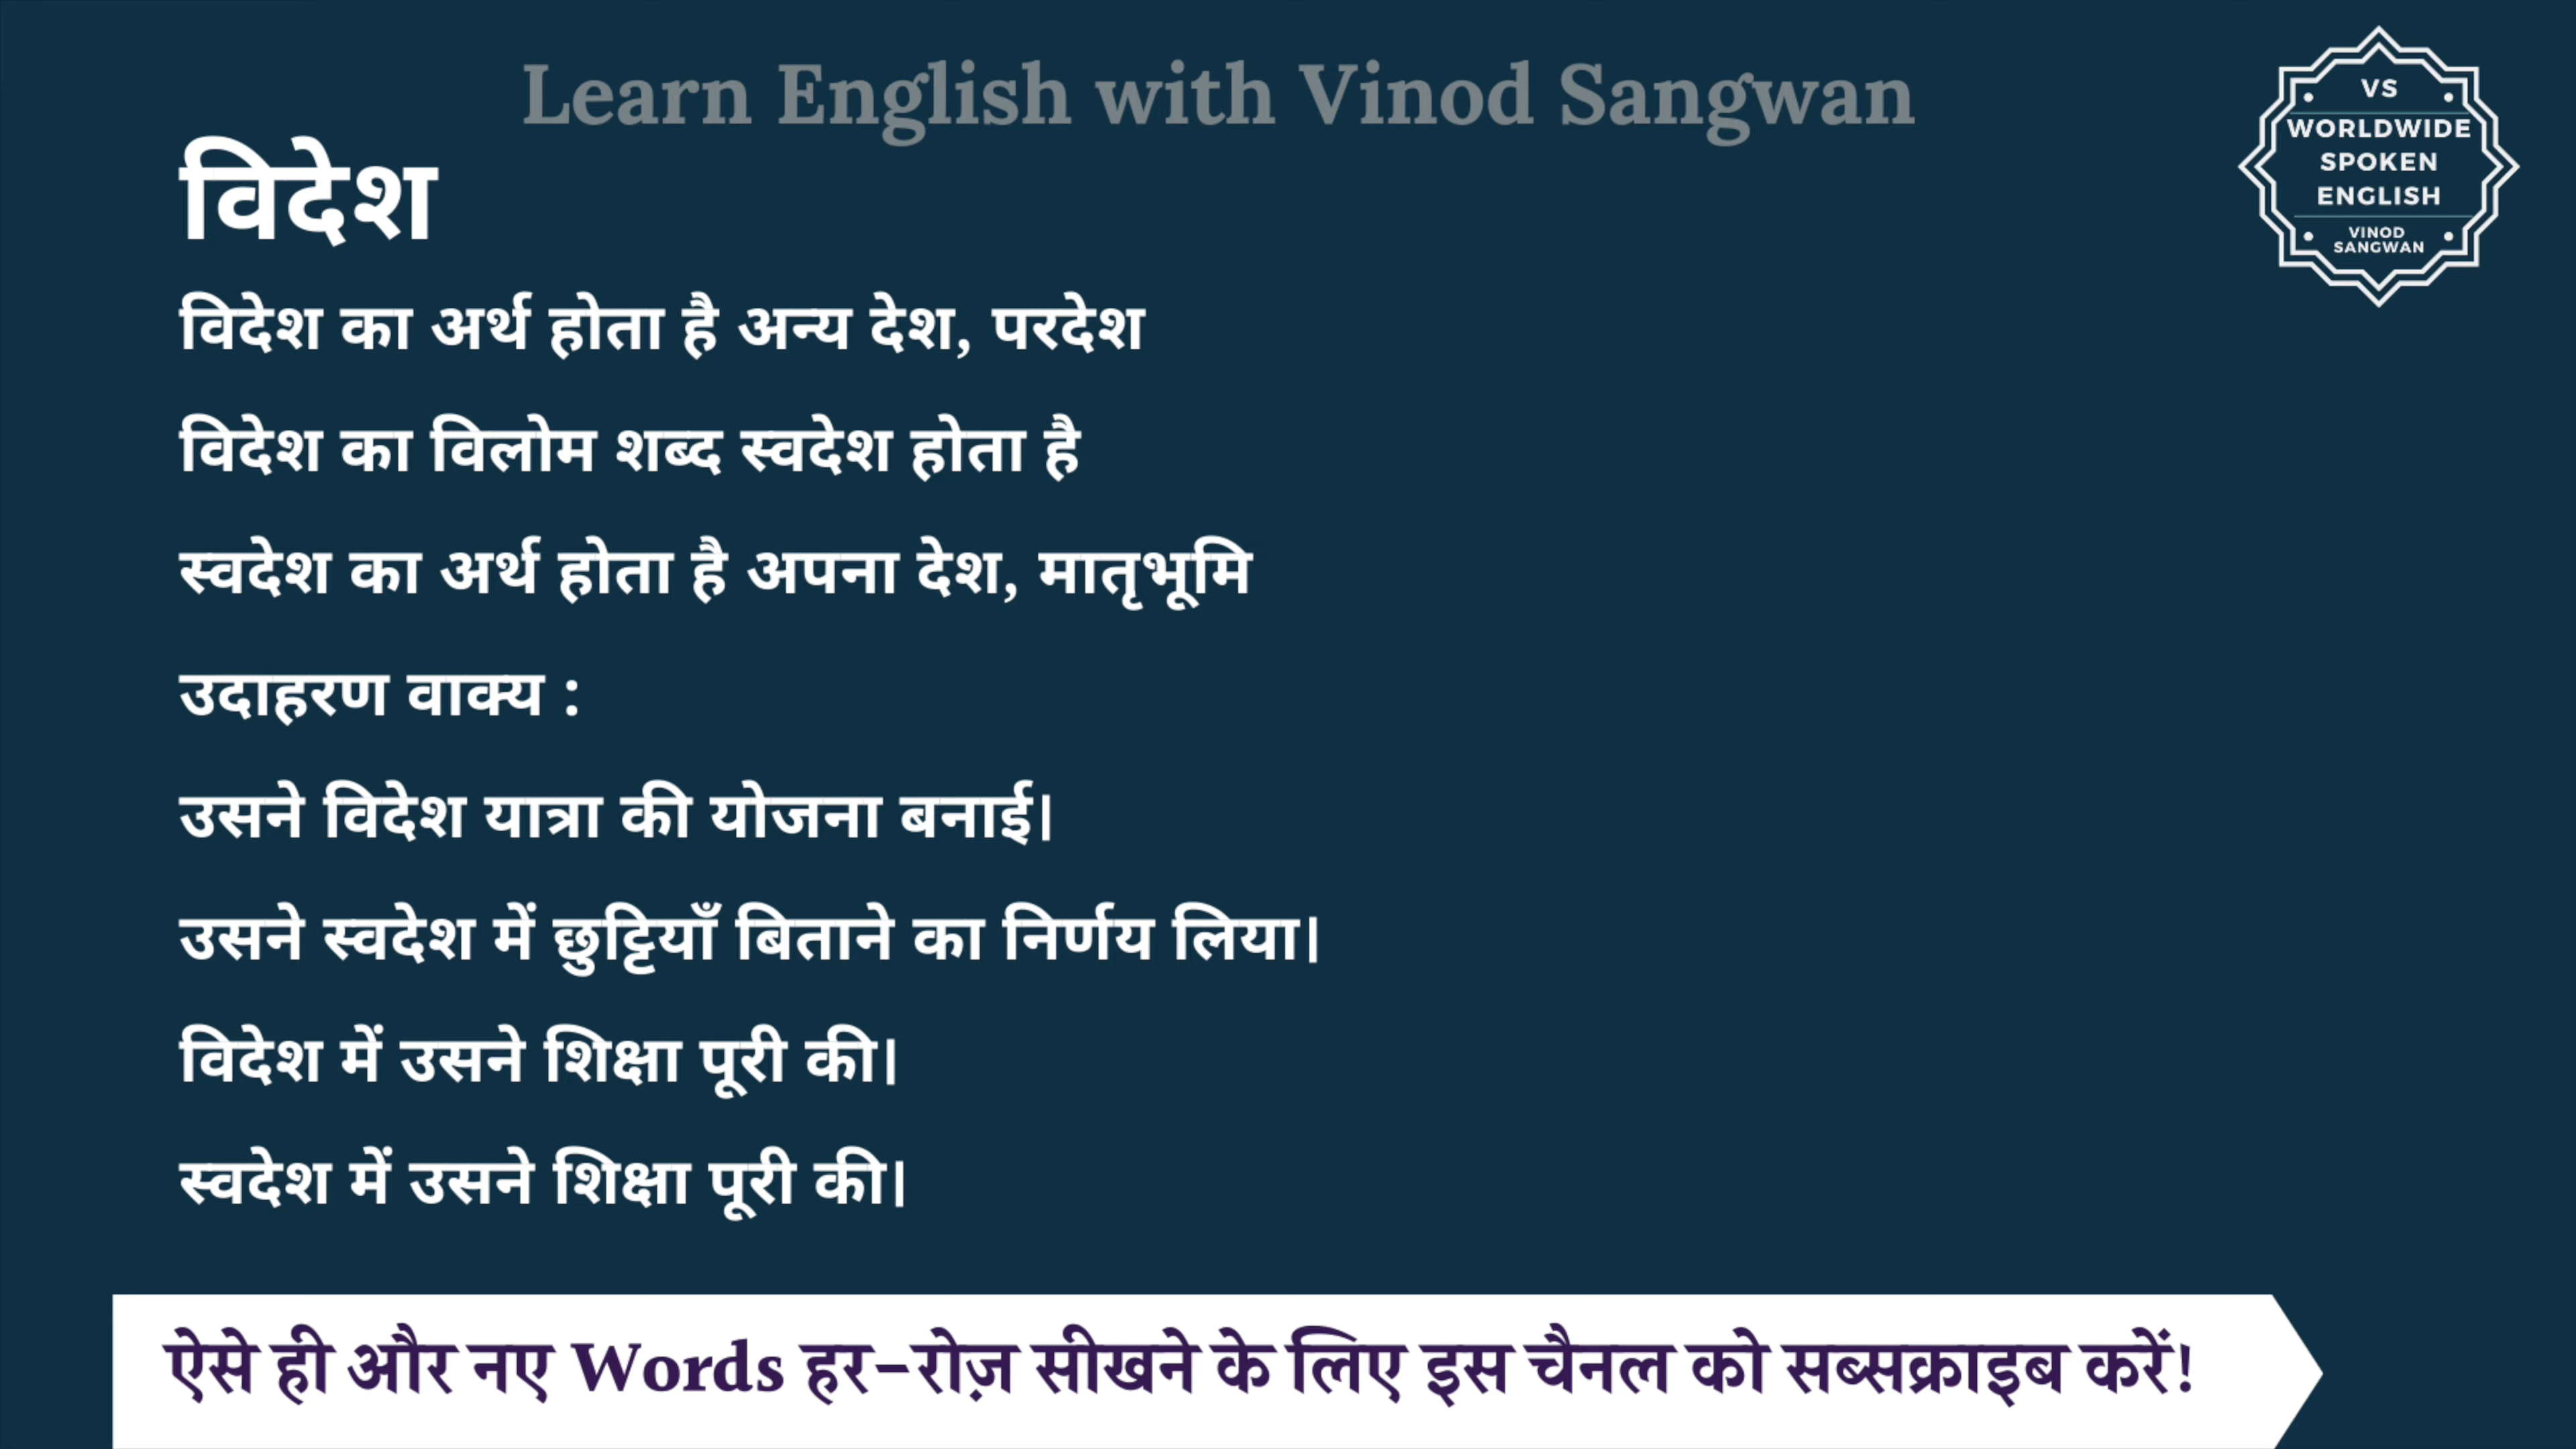 Learn English with Vinod Sangwan
VS
WORLDWIDE
SPOKEN
ENGLISH
VINOD
SANGWAN
विदेश
विदेश का अर्थ होता है अन्य देश, परदेश
विदेश का विलोम शब्द स्वदेश होता है
स्वदेश का अर्थ होता है अपना देश, मातृभूमि
उदाहरण वाक्य :
उसने विदेश यात्रा की योजना बनाई।
उसने स्वदेश में छुट्टियाँ बिताने का निर्णय लिया।
विदेश में उसने शिक्षा पूरी की।
स्वदेश में उसने शिक्षा पूरी की।
ऐसे ही और नए Words हर-रोज़ सीखने के लिए इस चैनल को सब्सक्राइब करें!